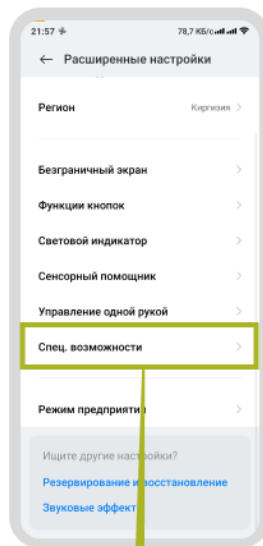 21:57
78,7 КБ/с
← Расширенные настройки
Регион Киргизия >
Безграничный экран >
Функции кнопок >
Световой индикатор >
Сенсорный помощник >
Управление одной рукой >
Спец. возможности >
Режим предприятия >
Ищите другие настройки?
Резервирование и восстановление
Звуковые эффекты